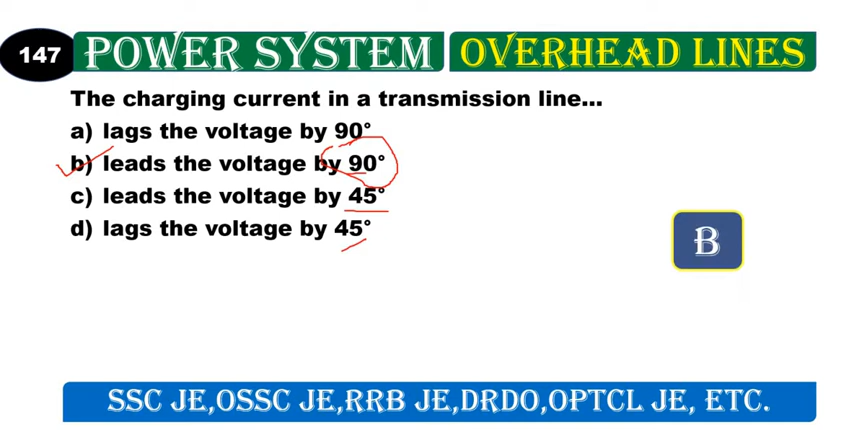 147
POWER SYSTEM
OVERHEAD LINES
The charging current in a transmission line...
a) lags the voltage by 90°
b) leads the voltage by 90°
c) leads the voltage by 45°
d) lags the voltage by 45°
B
SSC JE,OSSC JE,RRB JE,DRDO,OPTCL JE, ETC.